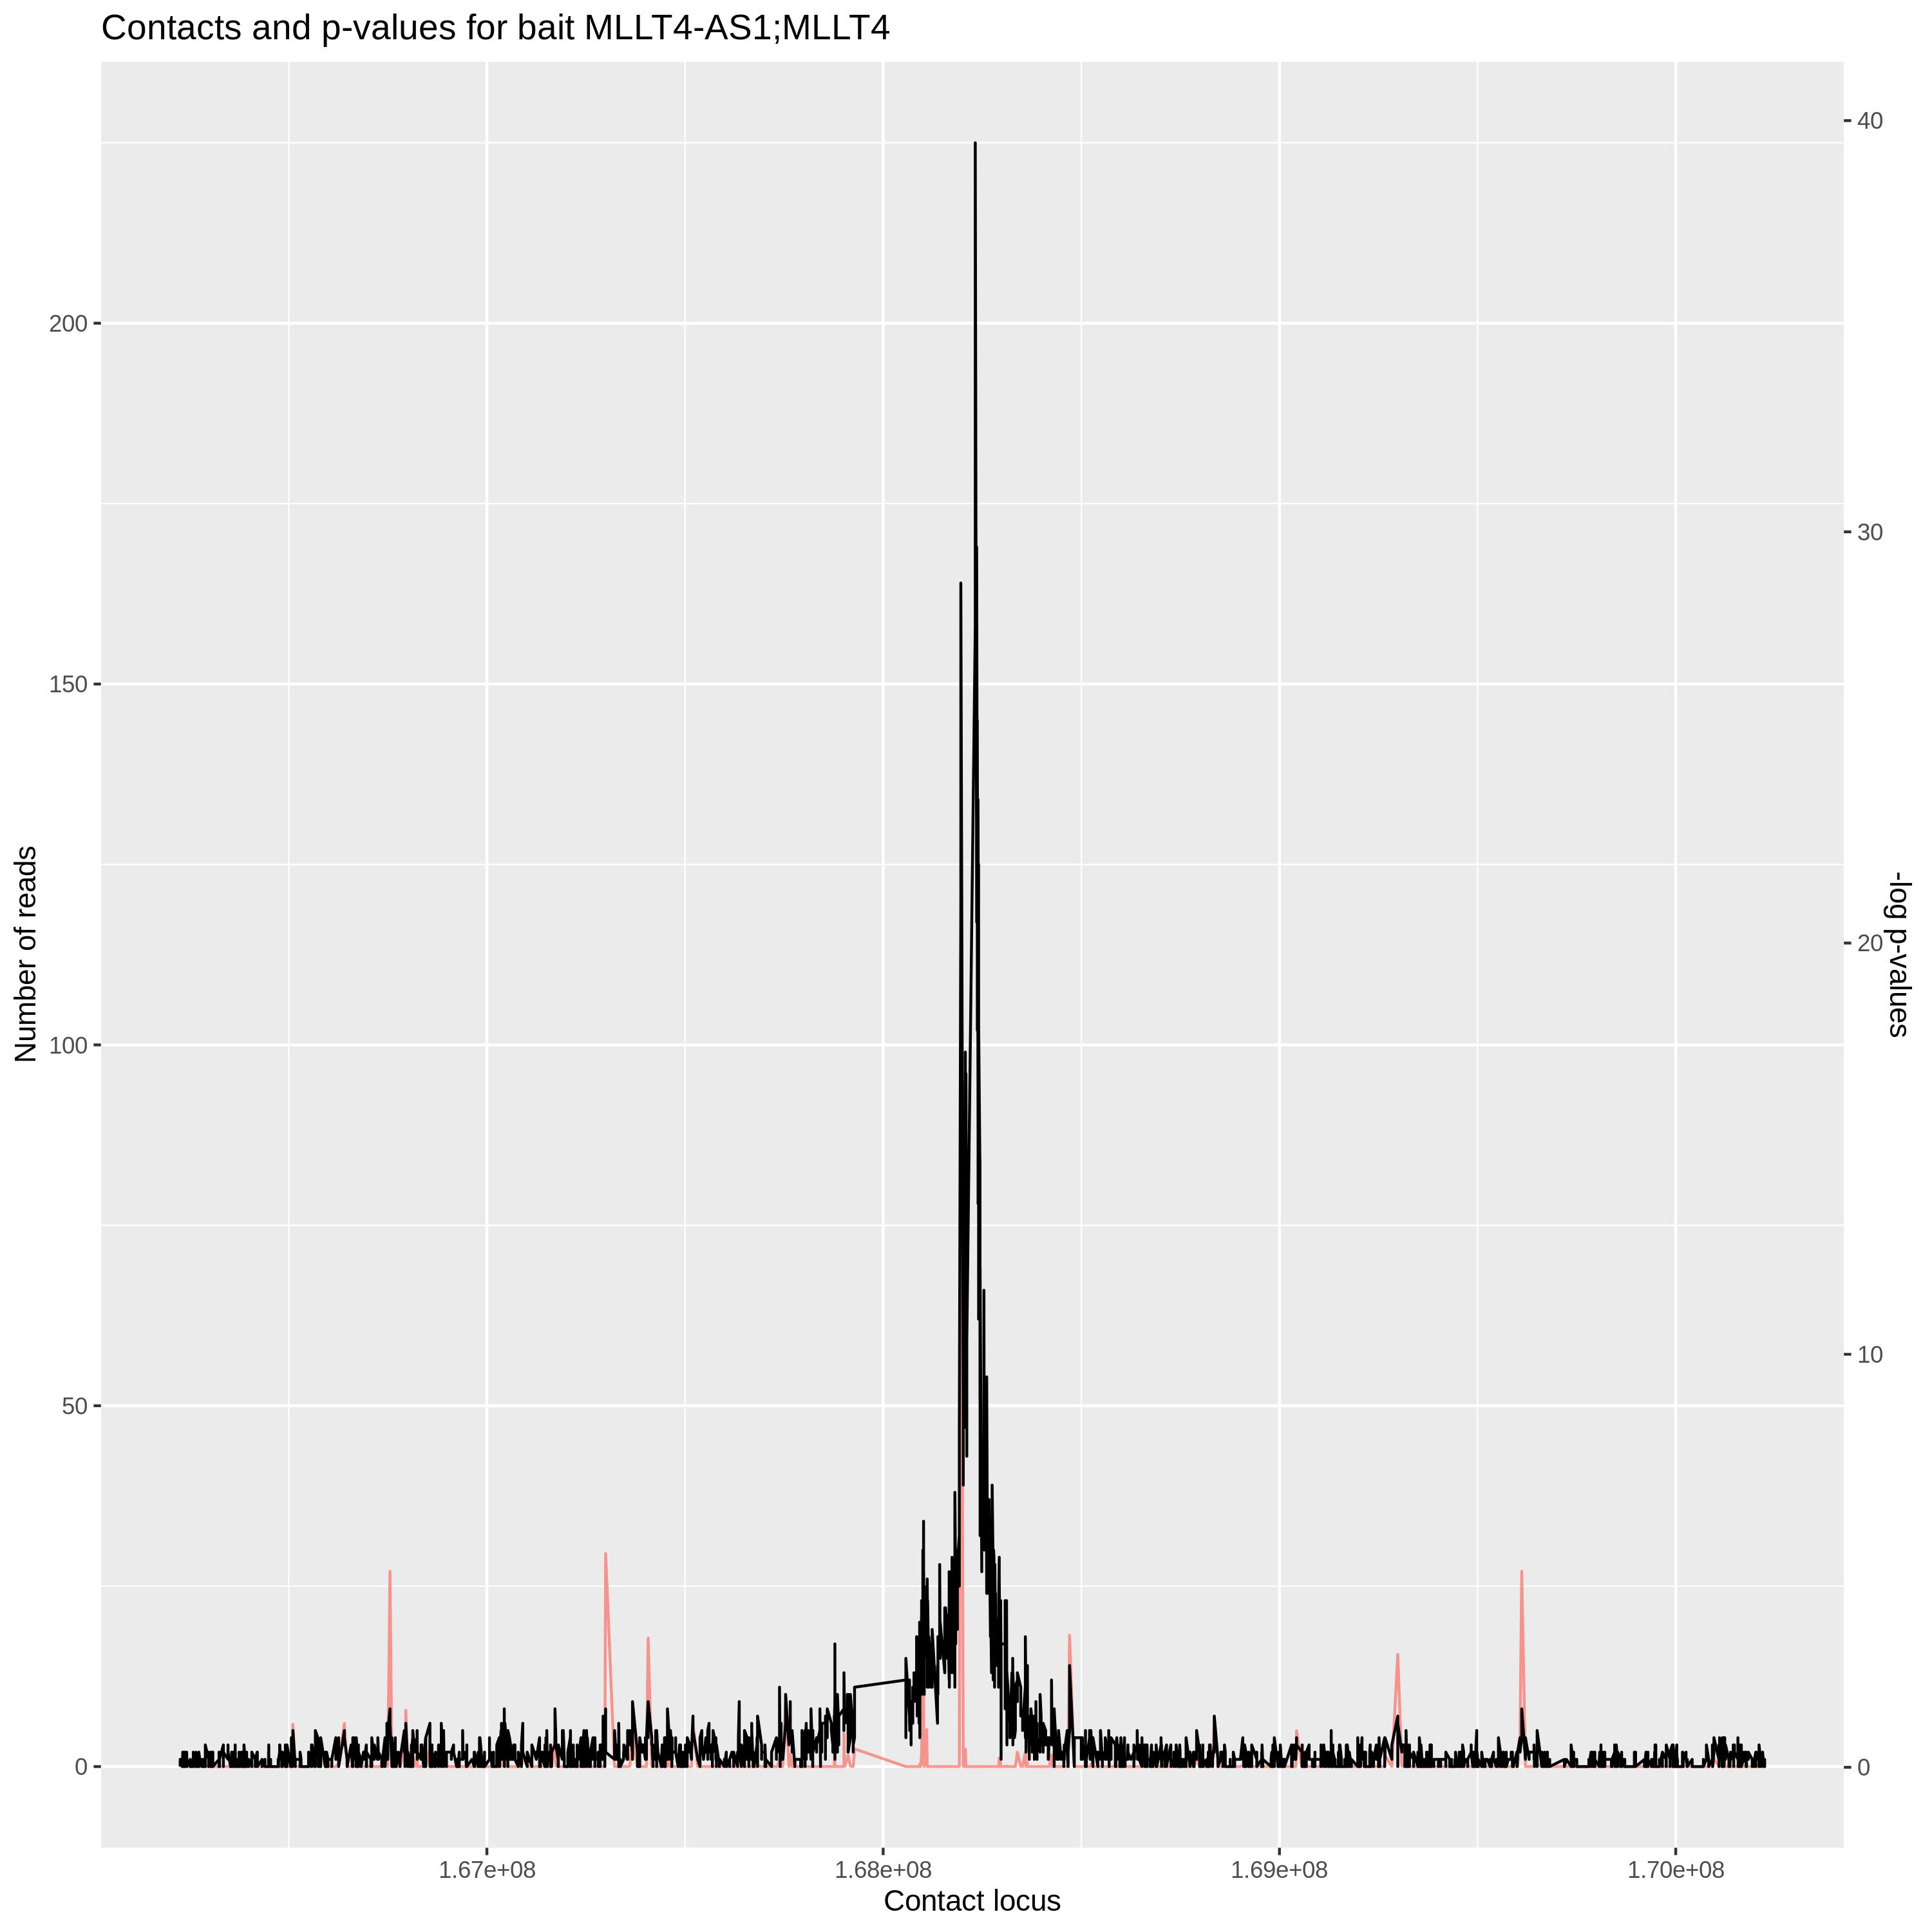 Contacts and p-values for bait MLLT4-AS1;MLLT4
Number of reads
200
150
100
50
0
40
30
20
10
0
-log p-values
1.67e+08
1.68e+08
1.69e+08
1.70e+08
Contact locus